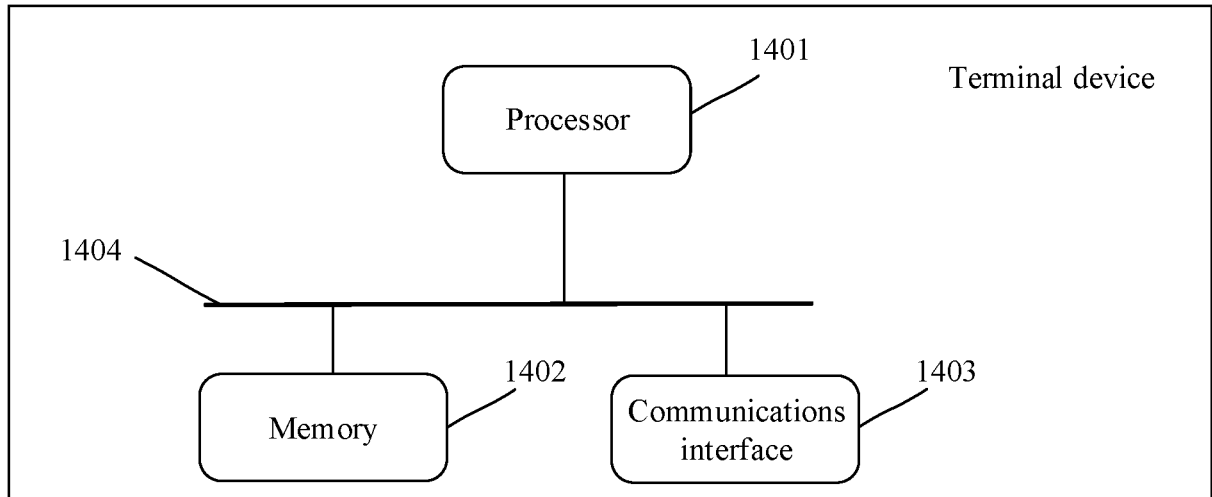 1401
Terminal device
Processor
1404
1402
1403
Memory
Communications
interface